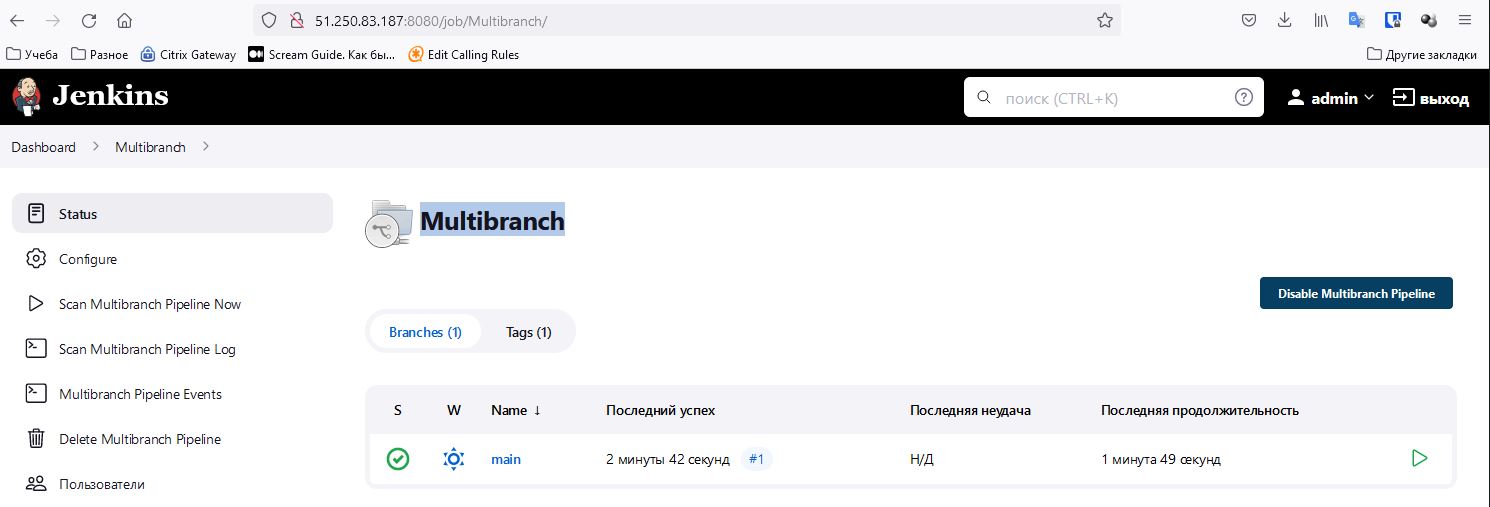 51.250.83.187:8080/job/Multibranch/
Учеба Разное Citrix Gateway Scream Guide. Как бы... Edit Calling Rules Другие закладки
Jenkins поиск (CTRL+K) admin выход
Dashboard Multibranch
Status
Configure
Scan Multibranch Pipeline Now
Scan Multibranch Pipeline Log
Multibranch Pipeline Events
Delete Multibranch Pipeline
Пользователи
Multibranch
Disable Multibranch Pipeline
Branches (1) Tags (1)
S W Name ↓ Последний успех Последняя неудача Последняя продолжительность
main 2 минуты 42 секунд #1 Н/Д 1 минута 49 секунд